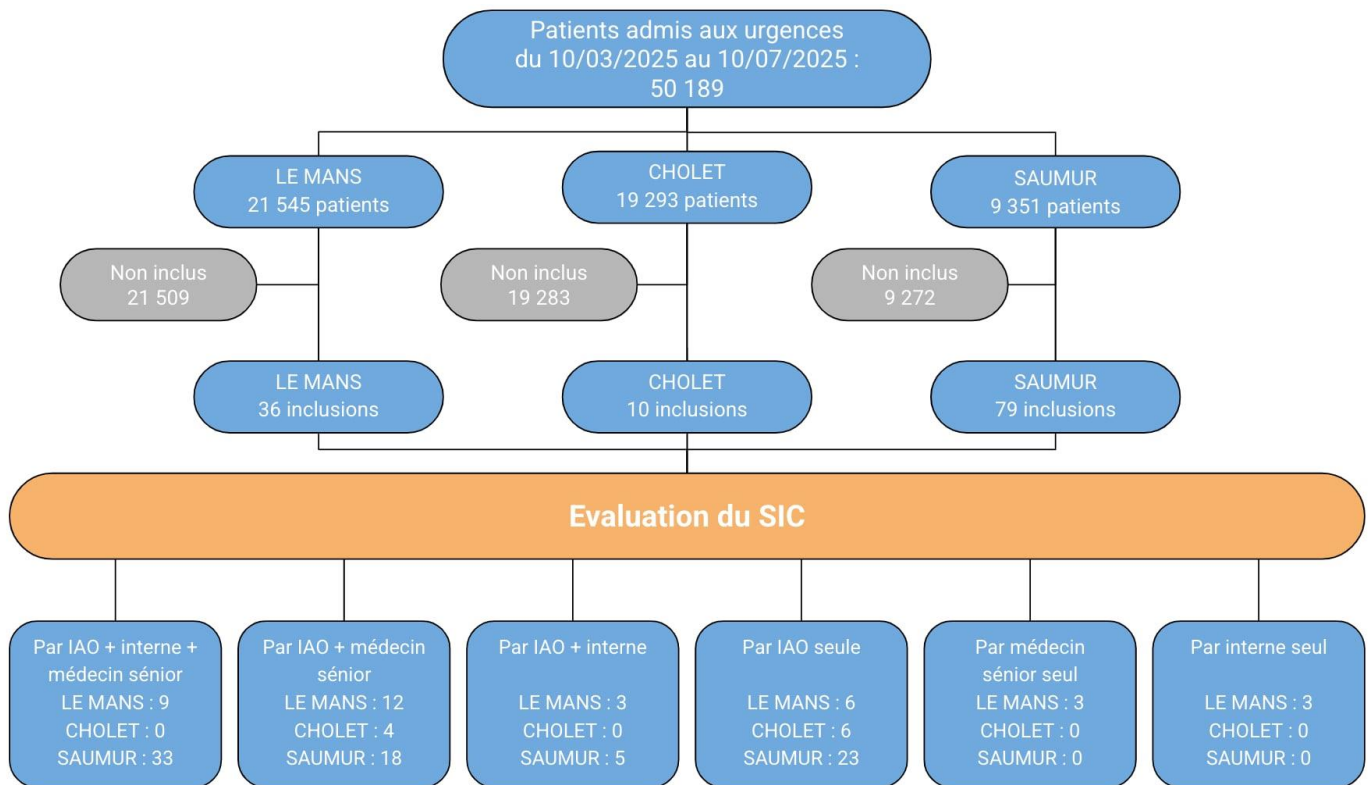 Patients admis aux urgences
du 10/03/2025 au 10/07/2025 :
50 189
LE MANS
21 545 patients
CHOLET
19 293 patients
SAUMUR
9 351 patients
Non inclus
21 509
Non inclus
19 283
Non inclus
9 272
LE MANS
36 inclusions
CHOLET
10 inclusions
SAUMUR
79 inclusions
Evaluation du SIC
Par IAO + interne +
médecin sénior
LE MANS : 9
CHOLET : 0
SAUMUR : 33
Par IAO + médecin
sénior
LE MANS : 12
CHOLET : 4
SAUMUR : 18
Par IAO + interne
LE MANS : 3
CHOLET : 0
SAUMUR : 5
Par IAO seule
LE MANS : 6
CHOLET : 6
SAUMUR : 23
Par médecin
sénior seul
LE MANS : 3
CHOLET : 0
SAUMUR : 0
Par interne seul
LE MANS : 3
CHOLET : 0
SAUMUR : 0